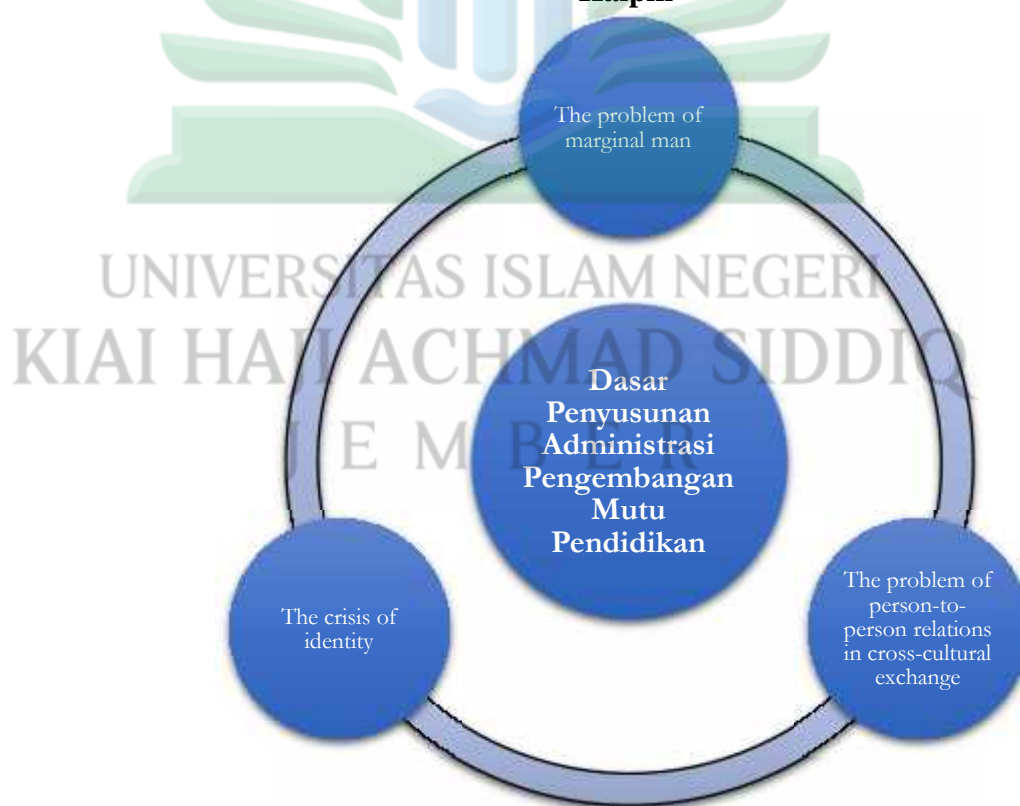 The problem of
marginal man
UNIVERSITAS ISLAM NEGERI
KIAI HAJI ACHMAD SIDDIQ
J E M B E R
Dasar
Penyusunan
Administrasi
Pengembangan
Mutu
Pendidikan
The crisis of
identity
The problem of
person-to-
person relations
in cross-cultural
exchange